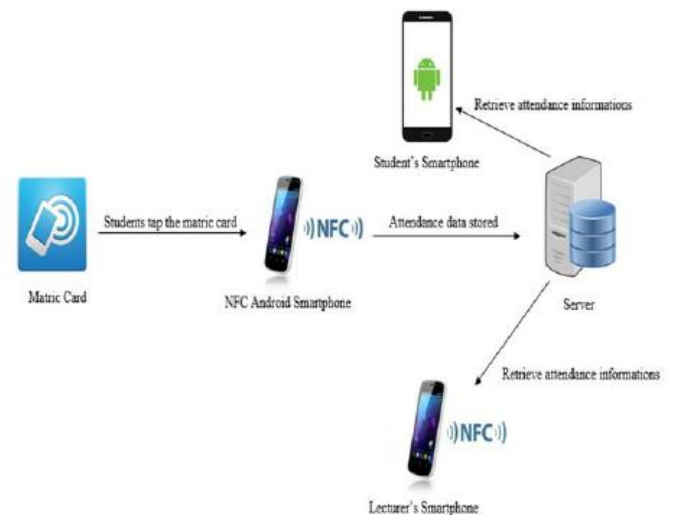 Retrieve attendance informations
Student's Smartphone
Students tap the matric card
NFC
Attendance data stored
Matric Card
NFC Android Smartphone
Server
Retrieve attendance informations
NFC
Lecturer's Smartphone